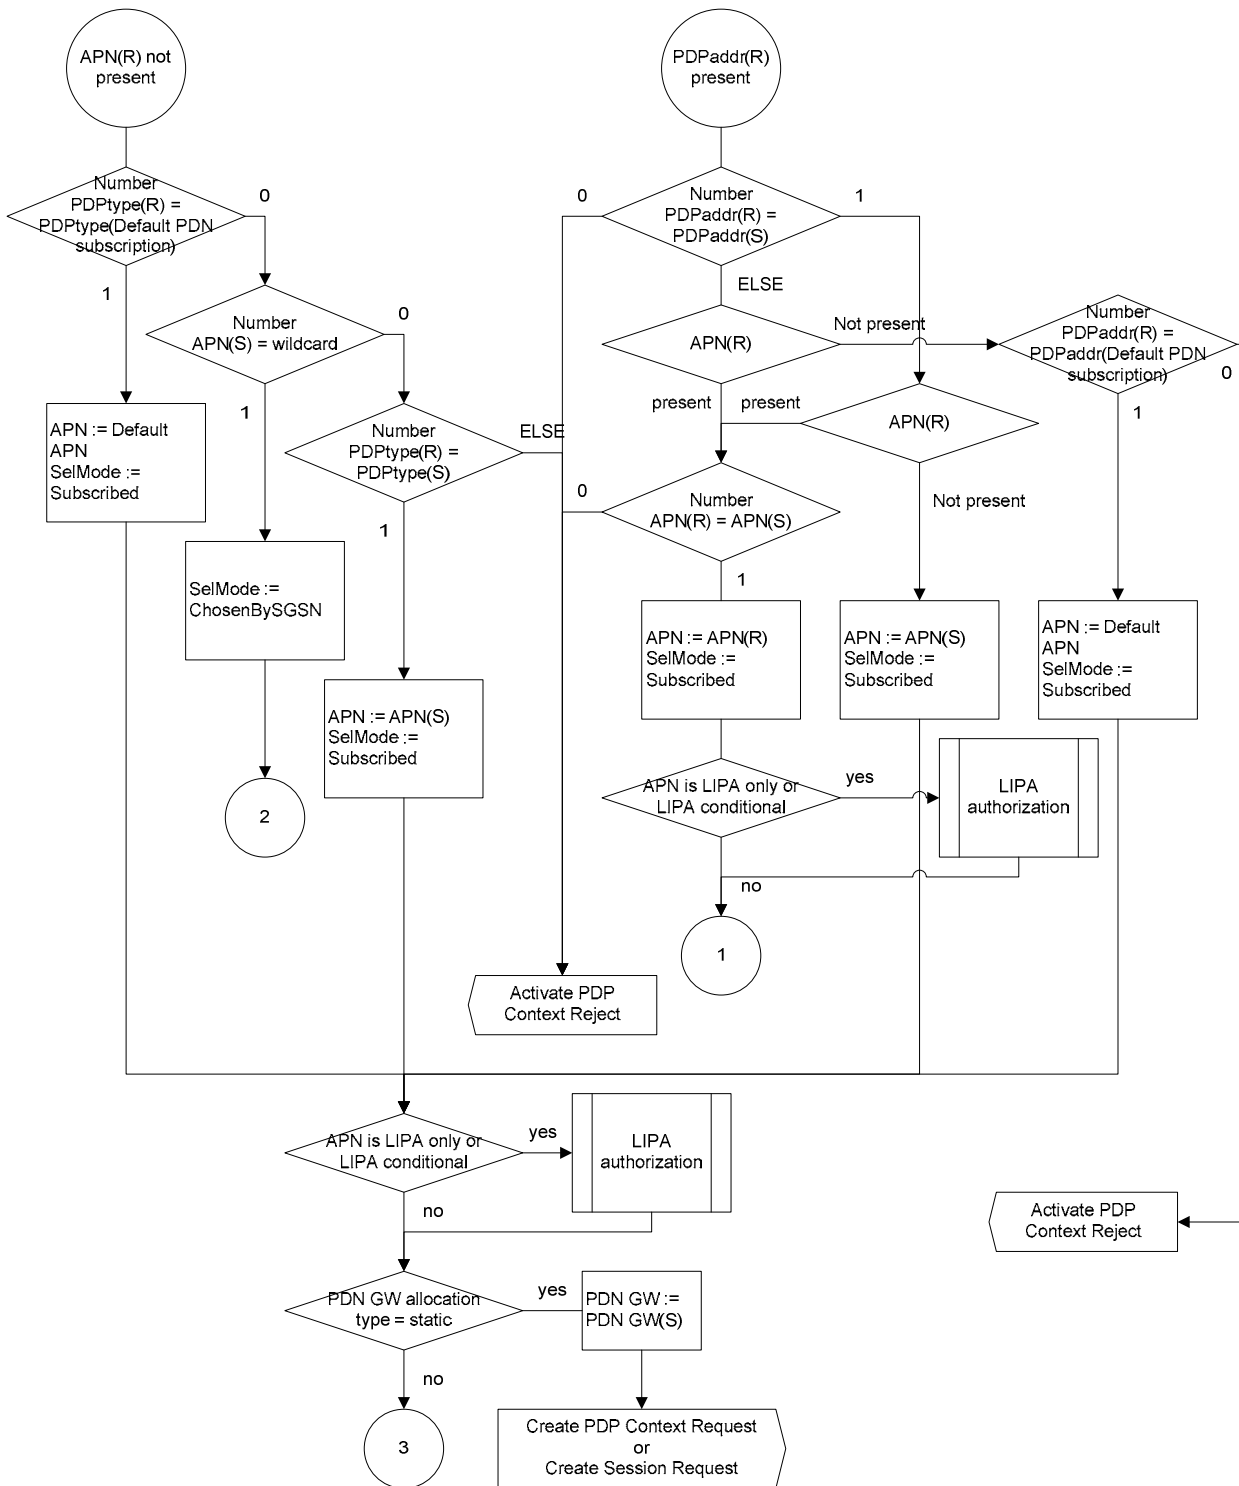 APN(R) not
present
PDPaddr(R)
present
Number
PDPtype(R) =
PDPtype(Default PDN
subscription)
0
1
Number
PDPaddr(R) =
PDPaddr(S)
0
1
ELSE
Number
APN(S) = wildcard
0
1
APN(R)
Not present
present
Number
PDPaddr(R) =
PDPaddr(Default PDN
subscription)
0
1
APN(R)
present
Not present
APN := Default
APN
SelMode :=
Subscribed
Number
PDPtype(R) =
PDPtype(S)
ELSE
1
Number
APN(R) = APN(S)
0
1
SelMode :=
ChosenBySGSN
APN := APN(S)
SelMode :=
Subscribed
APN := APN(R)
SelMode :=
Subscribed
APN := APN(S)
SelMode :=
Subscribed
APN := Default
APN
SelMode :=
Subscribed
2
APN is LIPA only or
LIPA conditional
yes
LIPA
authorization
no
1
Activate PDP
Context Reject
APN is LIPA only or
LIPA conditional
yes
LIPA
authorization
no
Activate PDP
Context Reject
PDN GW allocation
type = static
yes
PDN GW :=
PDN GW(S)
no
3
Create PDP Context Request
or
Create Session Request